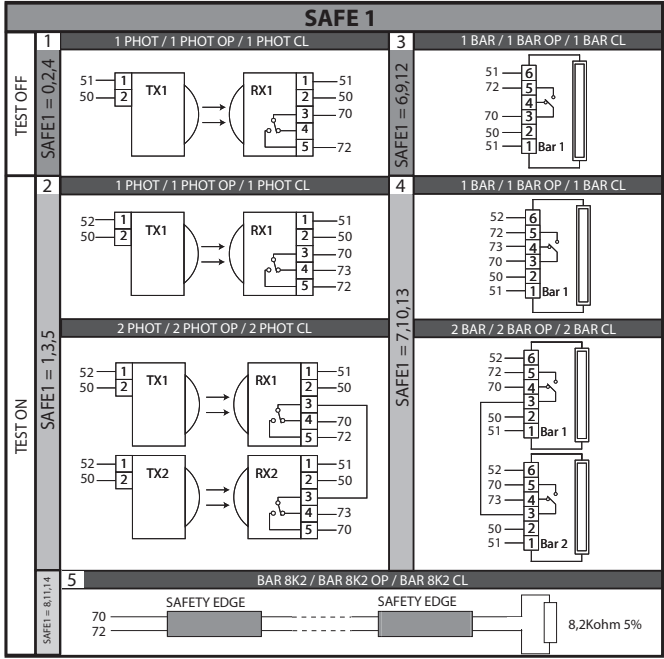 SAFE 1
TEST OFF
SAFE1 = 0,2,4
1
1 PHOT / 1 PHOT OP / 1 PHOT CL
51 1
50 2
TX1
RX1
1 51
2 50
3 70
4
5 72
SAFE1 = 6,9,12
3
1 BAR / 1 BAR OP / 1 BAR CL
51 6
72 5
4
70 3
50 2
51 1 Bar 1
TEST ON
SAFE1 = 1,3,5
2
1 PHOT / 1 PHOT OP / 1 PHOT CL
52 1
50 2
TX1
RX1
1 51
2 50
3 70
4 73
5 72
2 PHOT / 2 PHOT OP / 2 PHOT CL
52 1
50 2
TX1
RX1
1 51
2 50
3
4 70
5 72
52 1
50 2
TX2
RX2
1 51
2 50
3
4 73
5 70
SAFE1 = 7,10,13
4
1 BAR / 1 BAR OP / 1 BAR CL
52 6
72 5
73 4
70 3
50 2
51 1 Bar 1
2 BAR / 2 BAR OP / 2 BAR CL
52 6
72 5
70 4
3
50 2
51 1 Bar 1
52 6
70 5
73 4
3
50 2
51 1 Bar 2
SAFE1 = 8,11,14
5
BAR 8K2 / BAR 8K2 OP / BAR 8K2 CL
70
72
SAFETY EDGE
SAFETY EDGE
8,2Kohm 5%